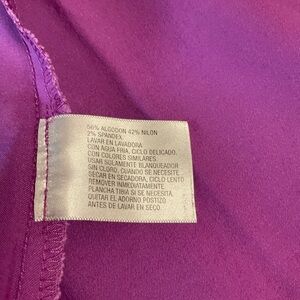 56% ALGODON 42% NILON
2% SPANDEX
LAVAR EN LAVADORA
CON AGUA FRIA, CICLO DELICADO,
CON COLORES SIMILARES.
USAR SOLAMENTE BLANQUEADOR
SIN CLORO, CUANDO SE NECESITE
SECAR EN SECADORA, CICLO LENTO
REMOVER INMEDIATAMENTE.
PLANCHA TIBIA SI SE NECESITA.
QUITAR EL ADORNO POSTIZO
ANTES DE LAVAR EN SECO.